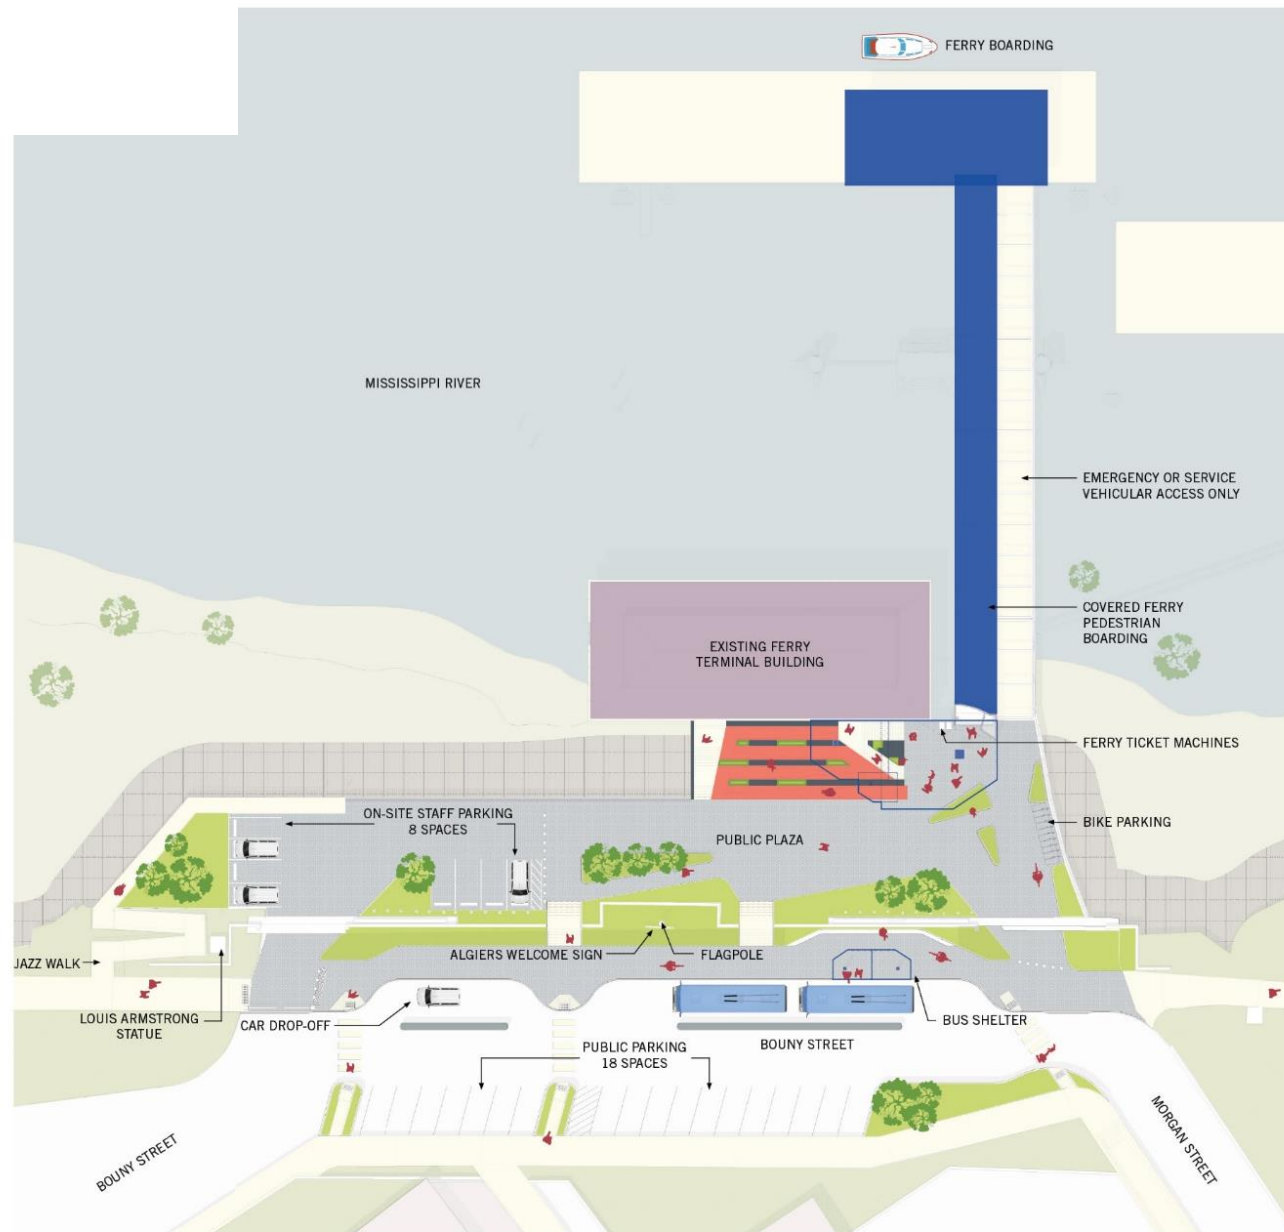 FERRY BOARDING
MISSISSIPPI RIVER
EMERGENCY OR SERVICE
VEHICULAR ACCESS ONLY
COVERED FERRY
PEDESTRIAN
BOARDING
EXISTING FERRY
TERMINAL BUILDING
FERRY TICKET MACHINES
ON-SITE STAFF PARKING
8 SPACES
PUBLIC PLAZA
BIKE PARKING
ALGIERS WELCOME SIGN
FLAGPOLE
JAZZ WALK
LOUIS ARMSTRONG
STATUE
CAR DROP-OFF
BUS SHELTER
PUBLIC PARKING
18 SPACES
BOUNY STREET
BOUNY STREET
MORGAN STREET